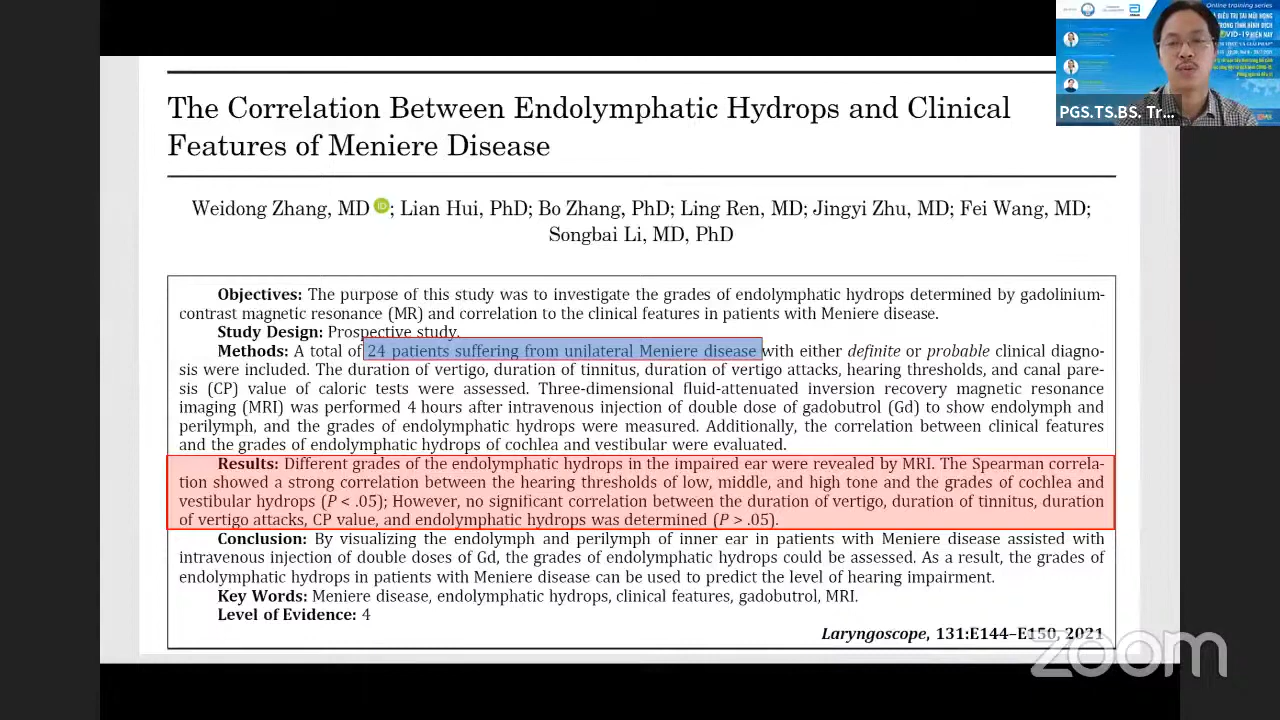 The Correlation Between Endolymphatic Hydrops and Clinical
Features of Meniere Disease
Weidong Zhang, MD iD; Lian Hui, PhD; Bo Zhang, PhD; Ling Ren, MD; Jingyi Zhu, MD; Fei Wang, MD;
Songbai Li, MD, PhD
Objectives: The purpose of this study was to investigate the grades of endolymphatic hydrops determined by gadolinium-
contrast magnetic resonance (MR) and correlation to the clinical features in patients with Meniere disease.
Study Design: Prospective study.
Methods: A total of 24 patients suffering from unilateral Meniere disease with either definite or probable clinical diagno-
sis were included. The duration of vertigo, duration of tinnitus, duration of vertigo attacks, hearing thresholds, and canal pare-
sis (CP) value of caloric tests were assessed. Three-dimensional fluid-attenuated inversion recovery magnetic resonance
imaging (MRI) was performed 4 hours after intravenous injection of double dose of gadobutrol (Gd) to show endolymph and
perilymph, and the grades of endolymphatic hydrops were measured. Additionally, the correlation between clinical features
and the grades of endolymphatic hydrops of cochlea and vestibular were evaluated.
Results: Different grades of the endolymphatic hydrops in the impaired ear were revealed by MRI. The Spearman correla-
tion showed a strong correlation between the hearing thresholds of low, middle, and high tone and the grades of cochlea and
vestibular hydrops (P < .05); However, no significant correlation between the duration of vertigo, duration of tinnitus, duration
of vertigo attacks, CP value, and endolymphatic hydrops was determined (P > .05).
Conclusion: By visualizing the endolymph and perilymph of inner ear in patients with Meniere disease assisted with
intravenous injection of double doses of Gd, the grades of endolymphatic hydrops could be assessed. As a result, the grades of
endolymphatic hydrops in patients with Meniere disease can be used to predict the level of hearing impairment.
Key Words: Meniere disease, endolymphatic hydrops, clinical features, gadobutrol, MRI.
Level of Evidence: 4
Laryngoscope, 131:E144–E150, 2021
Online training series
PGS.TS.BS. Tr...
zoom